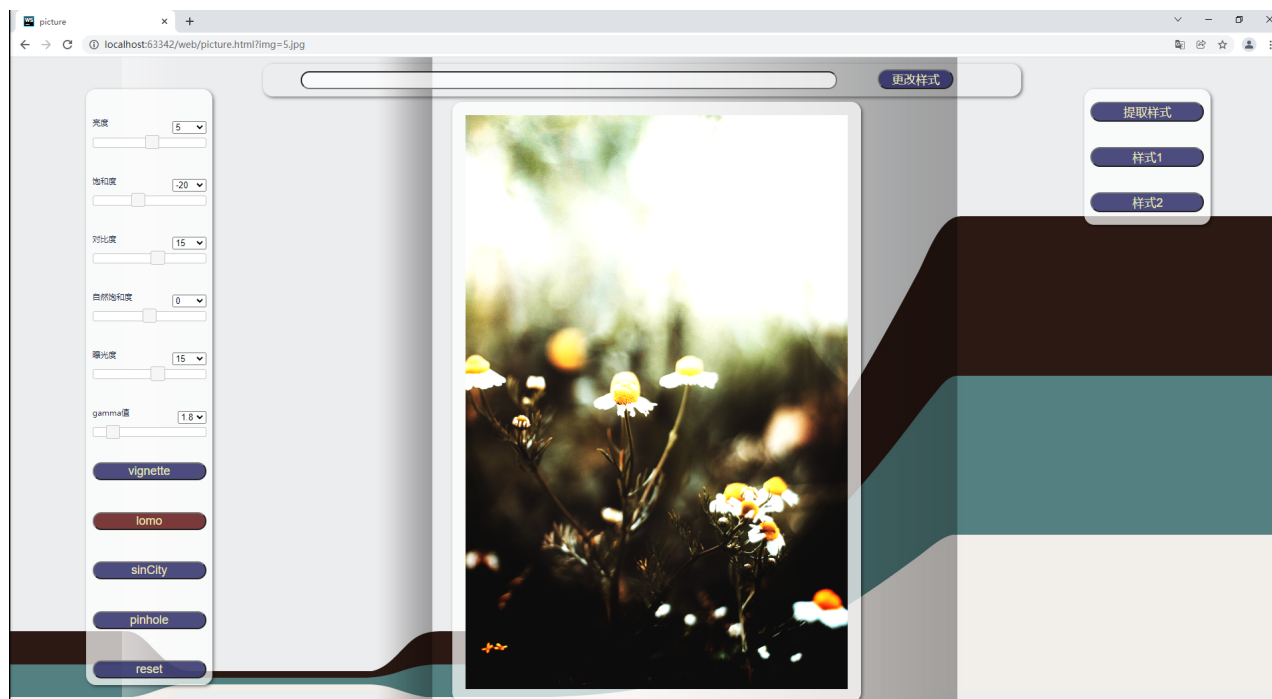 picture
localhost:63342/web/picture.html?img=5.jpg
更改样式
亮度
5
饱和度
-20
对比度
15
自然饱和度
0
曝光度
15
gamma值
1.8
vignette
lomo
sinCity
pinhole
reset
提取样式
样式1
样式2